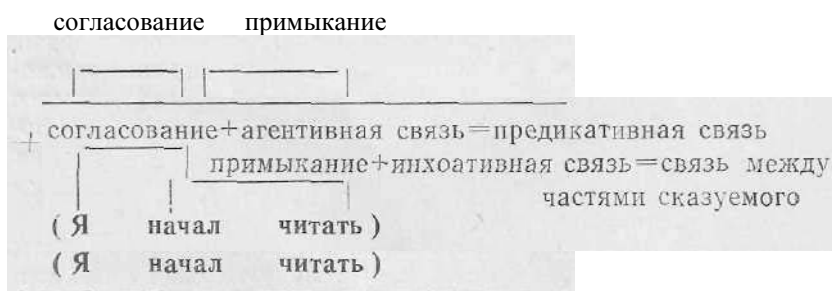 согласование примыкание
+ согласование+агентивная связь=предикативная связь
примыкание+инхоативная связь=связь между
частями сказуемого
( Я начал читать )
( Я начал читать )